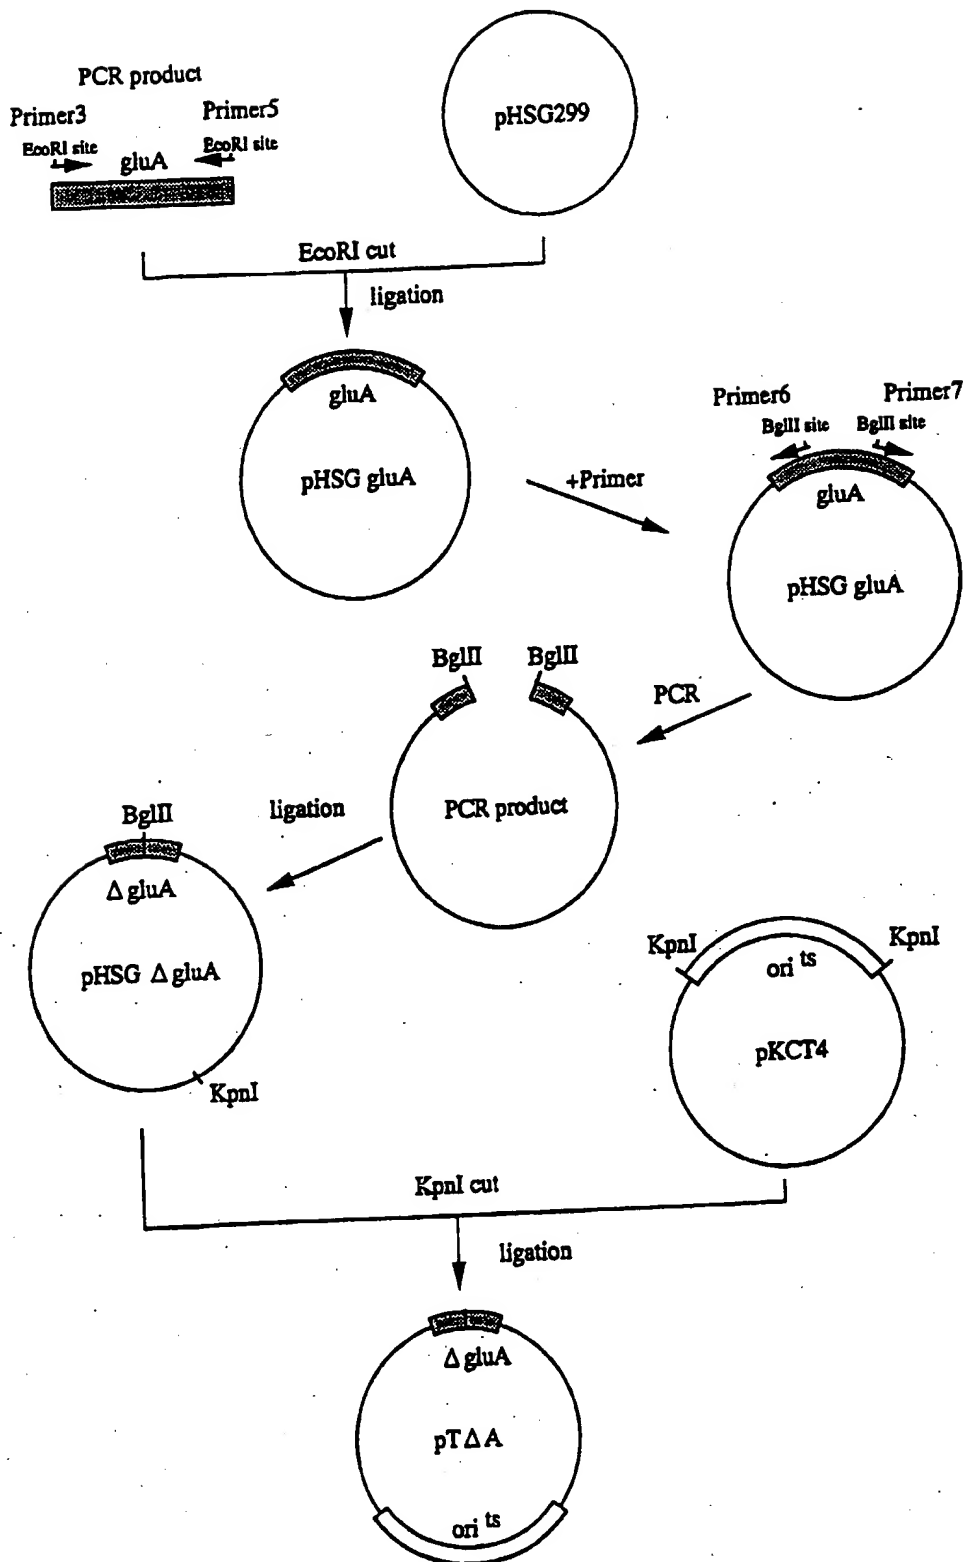 PCR product
Primer3
Primer5
EcoRI site
EcoRI site
gluA
pHSG299
EcoRI cut
ligation
gluA
pHSG gluA
+Primer
Primer6
Primer7
BglII site
BglII site
gluA
pHSG gluA
PCR
BglII
BglII
PCR product
ligation
BglII
Δ gluA
pHSG Δ gluA
KpnI
KpnI
KpnI
ori ts
pKCT4
KpnI cut
ligation
Δ gluA
pT Δ A
ori ts